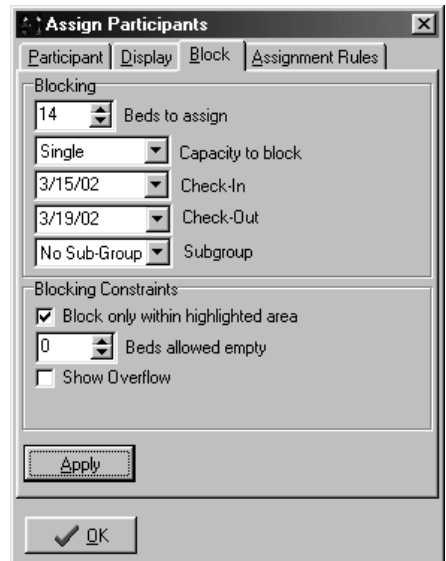 Assign Participants
Participant Display Block Assignment Rules
Blocking
14 Beds to assign
Single Capacity to block
3/15/02 Check-In
3/19/02 Check-Out
No Sub-Group Subgroup
Blocking Constraints
Block only within highlighted area
0 Beds allowed empty
Show Overflow
Apply
OK